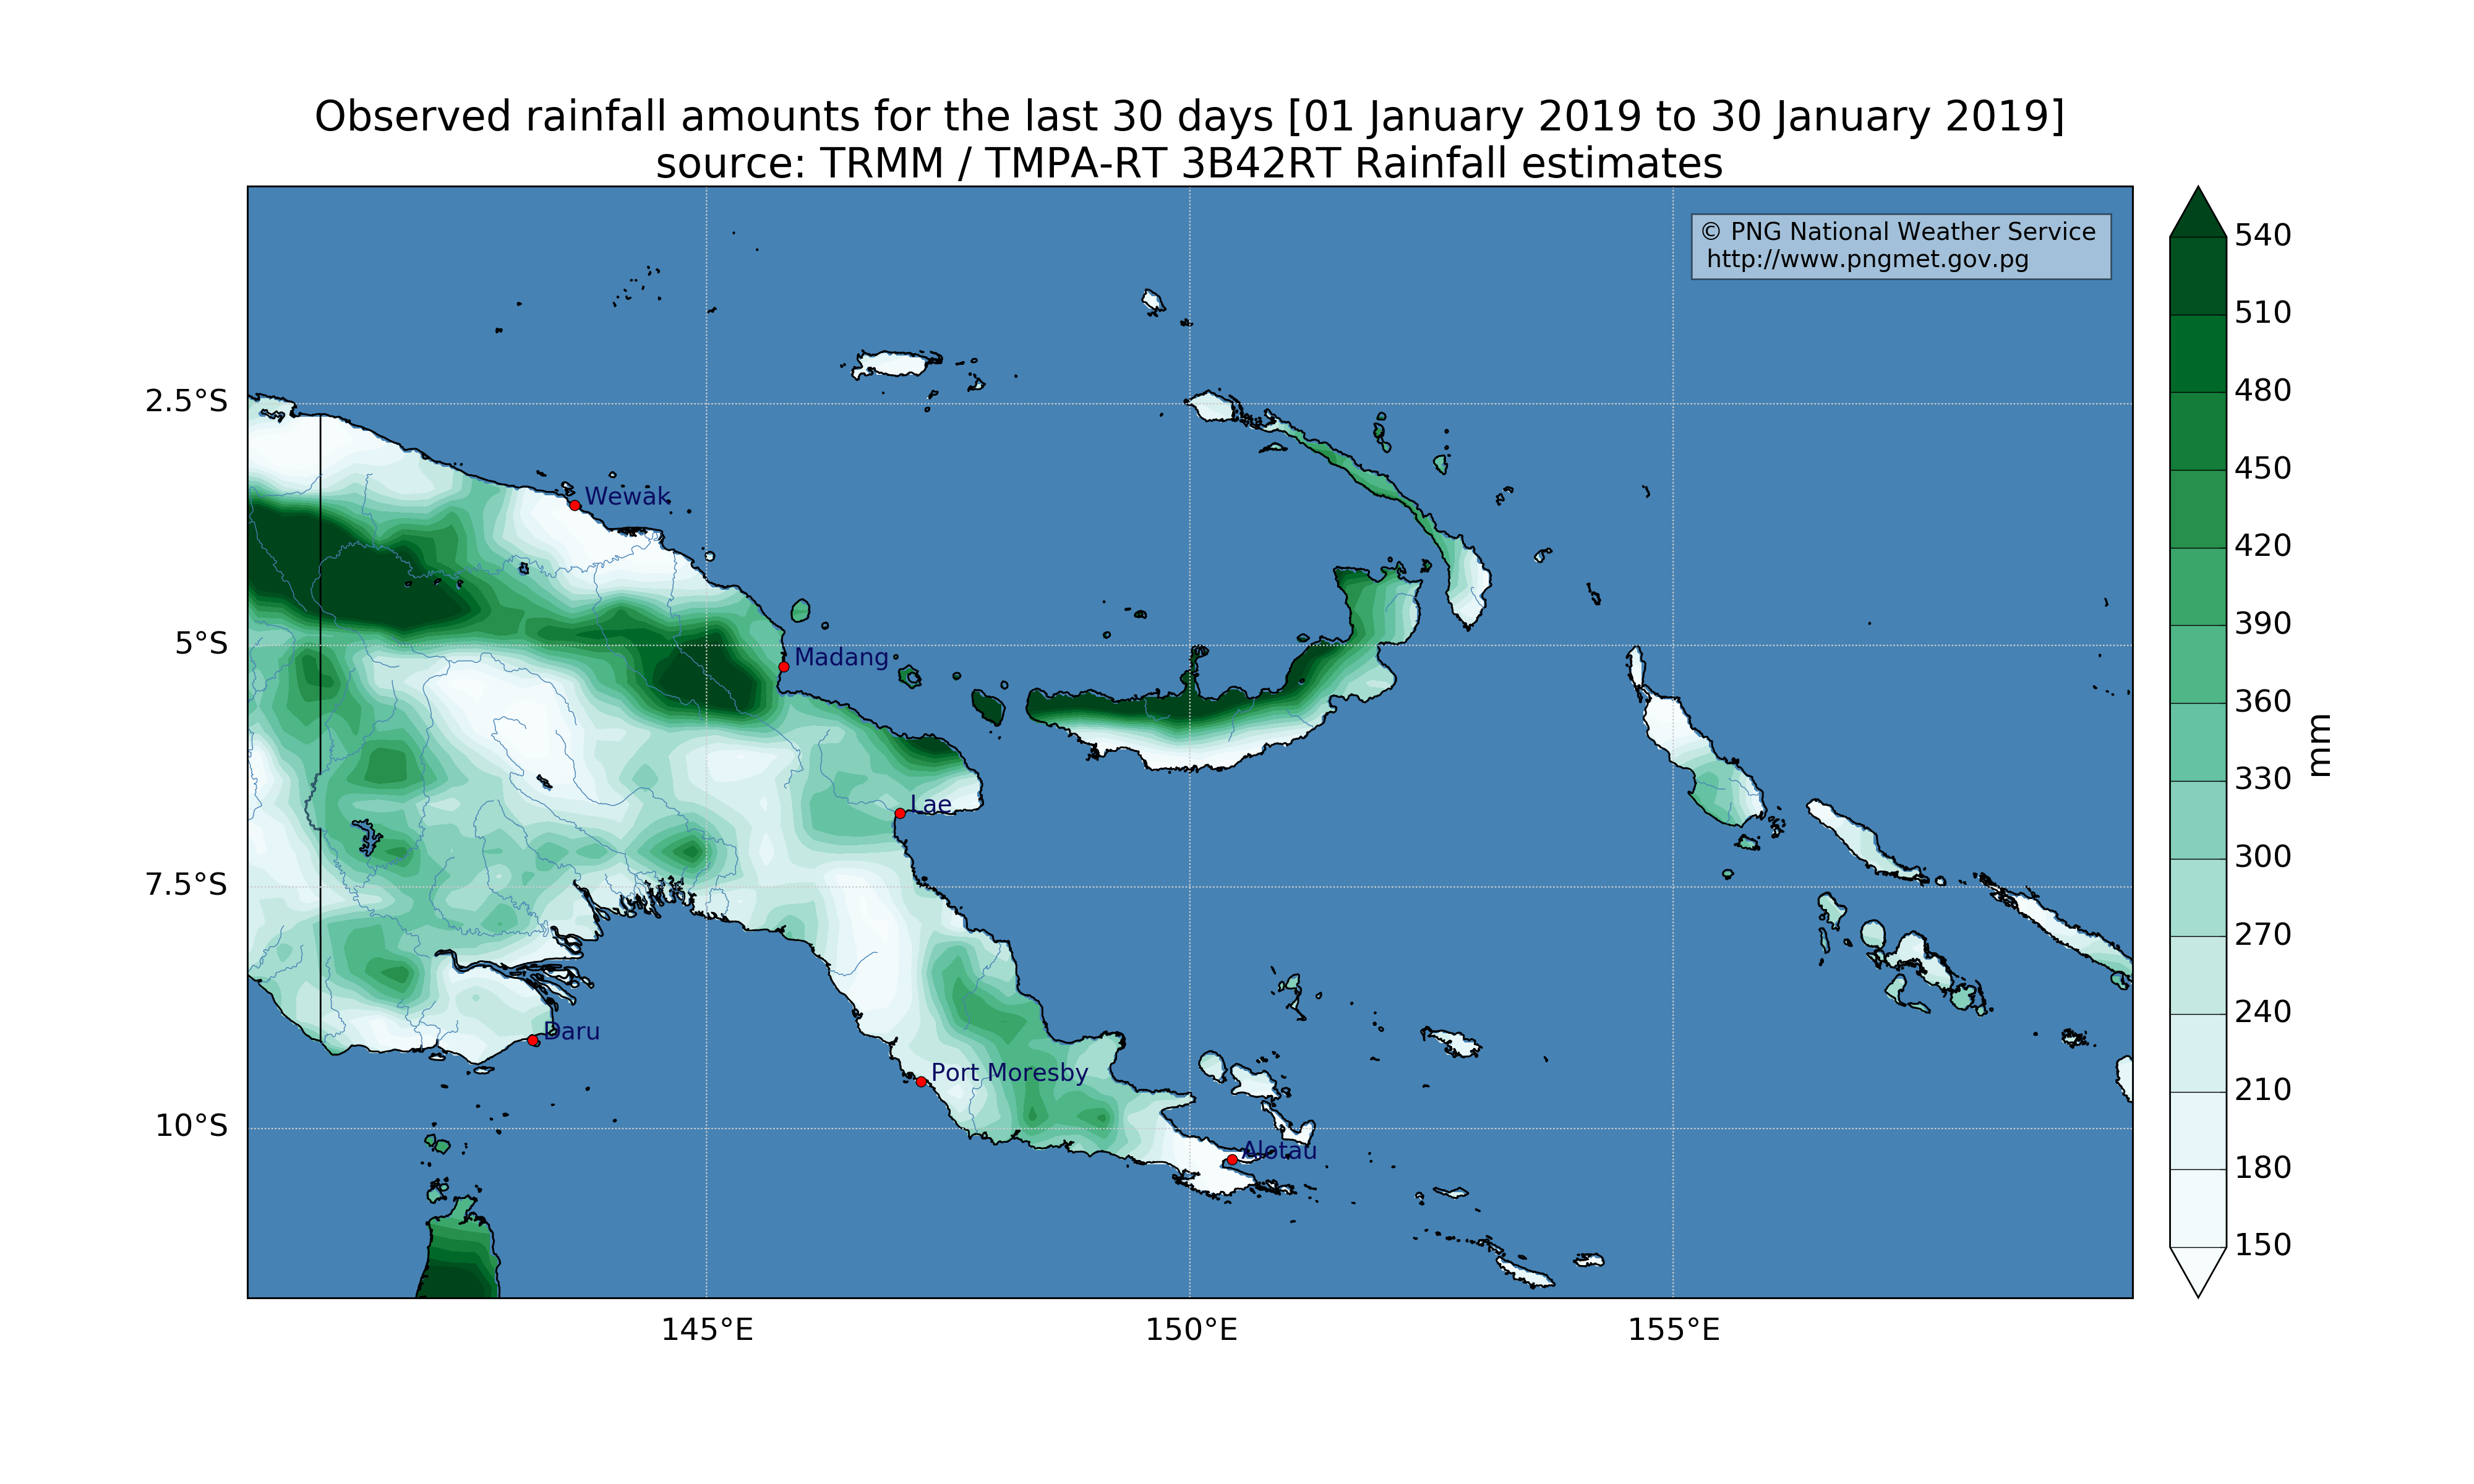 Observed rainfall amounts for the last 30 days [01 January 2019 to 30 January 2019]
source: TRMM / TMPA-RT 3B42RT Rainfall estimates
© PNG National Weather Service
http://www.pngmet.gov.pg
540
510
480
450
420
390
360
330
300
270
240
210
180
150
mm
2.5°S
5°S
7.5°S
10°S
Wewak
Madang
Lae
Daru
Port Moresby
Alotau
145°E
150°E
155°E